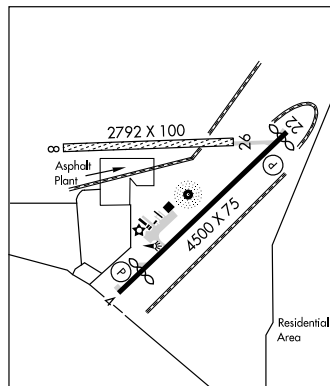 2792 X 100
8
26
22
Asphalt
Plant
P
4500 X 75
P
4
Residential
Area